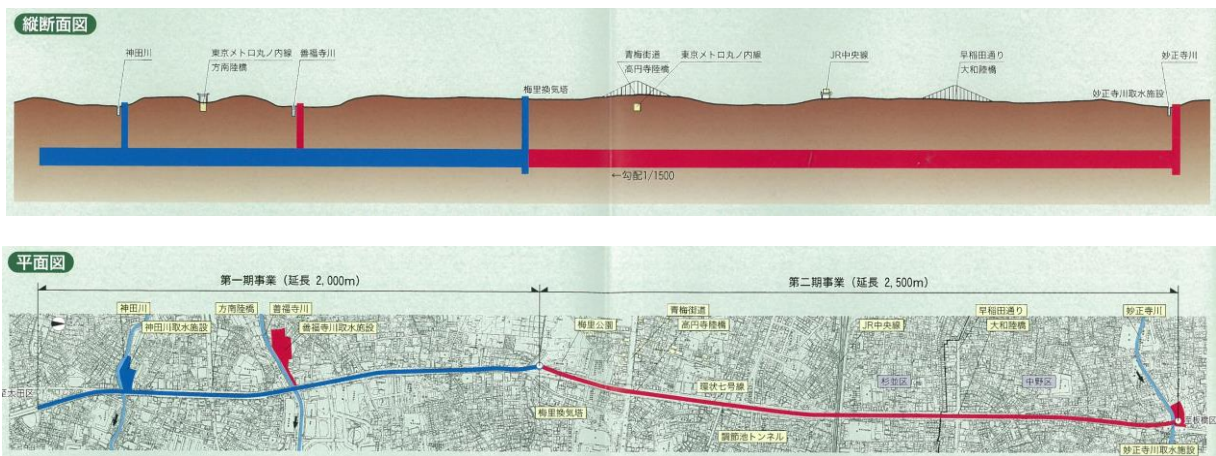 縦断面図
神田川
東京メトロ丸ノ内線
方南陸橋
善福寺川
梅里換気塔
青梅街道
高円寺陸橋
東京メトロ丸ノ内線
JR中央線
早稲田通り
大和陸橋
妙正寺川
妙正寺川取水施設
←勾配1/1500
平面図
第一期事業（延長 2,000m）
第二期事業（延長 2,500m）
神田川
神田川取水施設
方南陸橋
善福寺川
善福寺川取水施設
梅里公園
青梅街道
高円寺陸橋
JR中央線
早稲田通り
大和陸橋
妙正寺川
至大田区
環状七号線
杉並区
中野区
至板橋区
梅里換気塔
調節池トンネル
妙正寺川取水施設